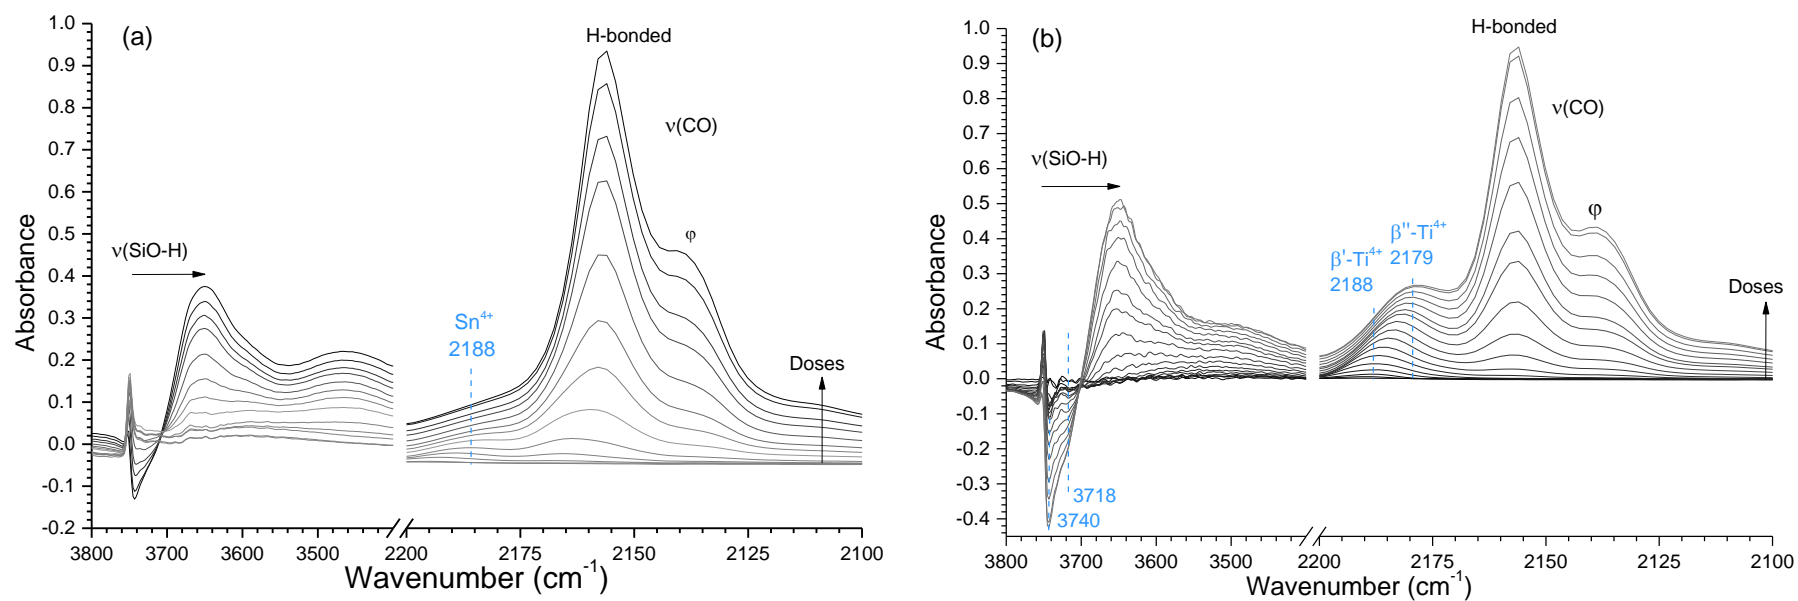 (a)
H-bonded
ν(CO)
ν(SiO-H)
φ
Sn⁴⁺
2188
Doses
1.0
0.9
0.8
0.7
0.6
0.5
0.4
0.3
0.2
0.1
0.0
-0.1
-0.2
Absorbance
3800 3700 3600 3500 2200 2175 2150 2125 2100
Wavenumber (cm⁻¹)
(b)
H-bonded
ν(CO)
ν(SiO-H)
φ
β''-Ti⁴⁺
2179
β'-Ti⁴⁺
2188
Doses
3718
3740
1.0
0.9
0.8
0.7
0.6
0.5
0.4
0.3
0.2
0.1
0.0
-0.1
-0.2
-0.3
-0.4
Absorbance
3800 3700 3600 3500 2200 2175 2150 2125 2100
Wavenumber (cm⁻¹)